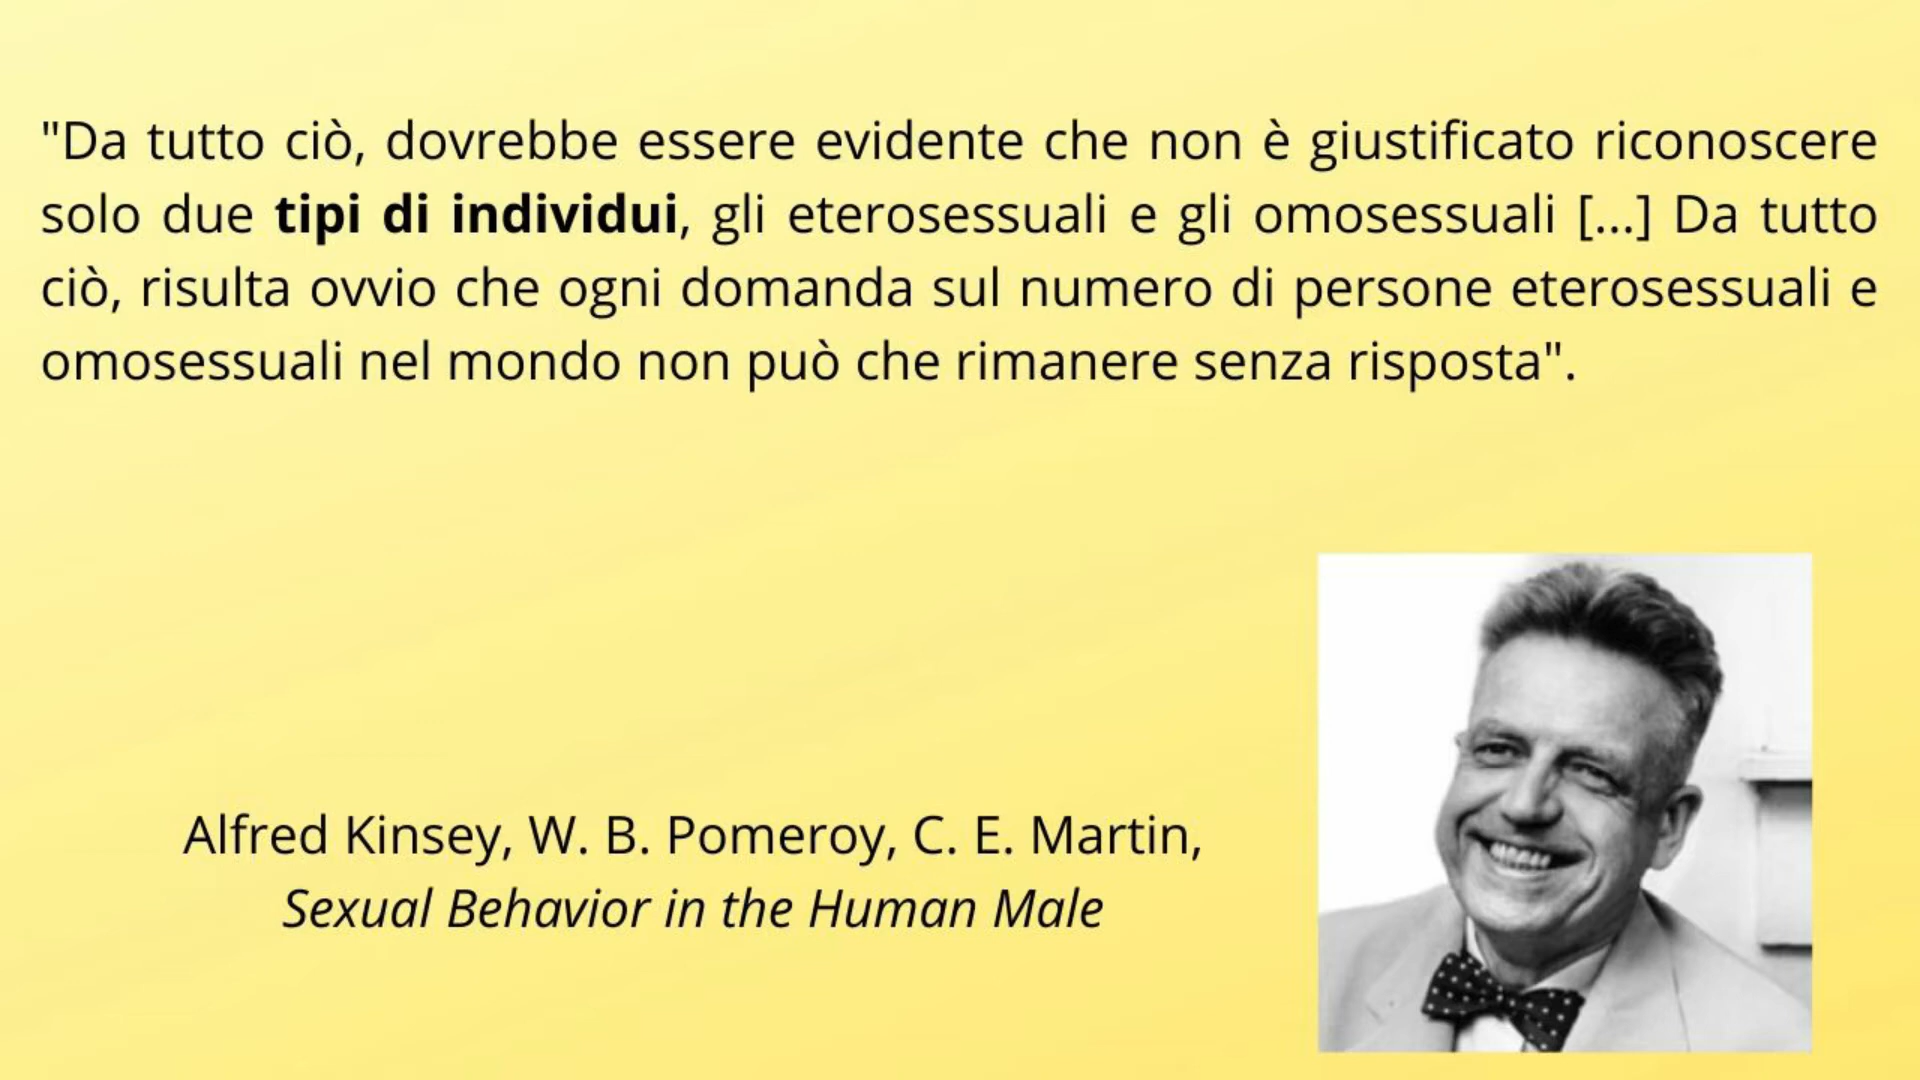 "Da tutto ciò, dovrebbe essere evidente che non è giustificato riconoscere
solo due tipi di individui, gli eterosessuali e gli omosessuali [...] Da tutto
ciò, risulta ovvio che ogni domanda sul numero di persone eterosessuali e
omosessuali nel mondo non può che rimanere senza risposta".
Alfred Kinsey, W. B. Pomeroy, C. E. Martin,
Sexual Behavior in the Human Male